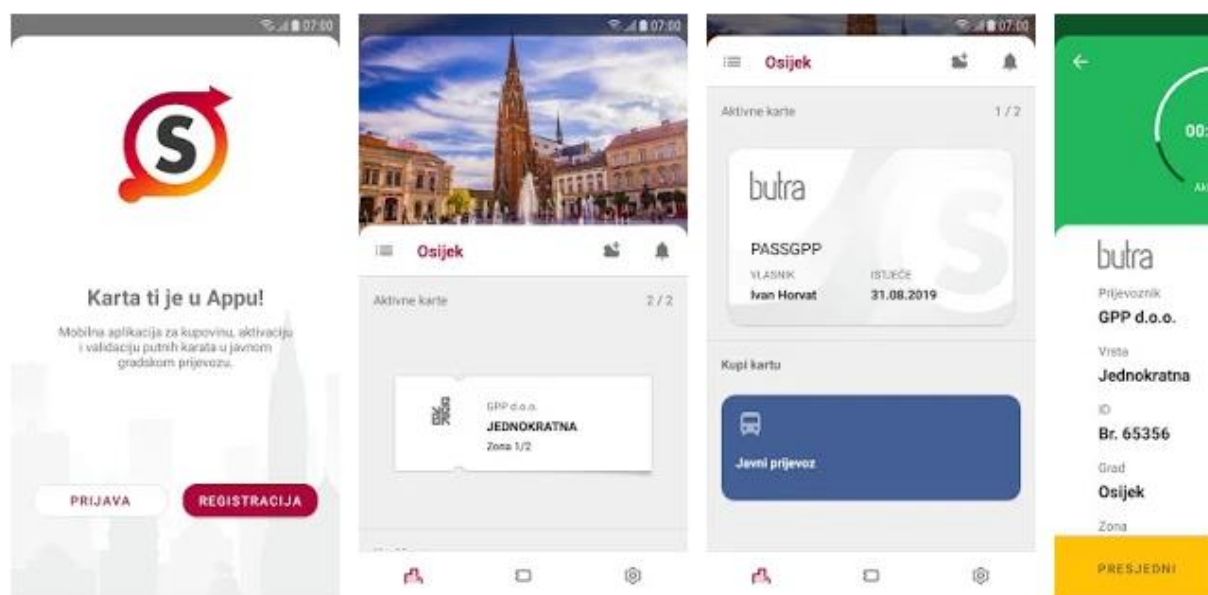 07:00
S
Karta ti je u Appu!
Mobilna aplikacija za kupovinu, aktivaciju
i validaciju putnih karata u javnom
gradskom prijevozu.
PRIJAVA
REGISTRACIJA
07:00
Osijek
Aktivne karte
2 / 2
GPP d.o.o.
JEDNOKRATNA
Zona 1/2
07:00
Osijek
Aktivne karte
1 / 2
butra
S
PASSGPP
VLASNIK
ISTJEČE
Ivan Horvat
31.08.2019
Kupi kartu
Javni prijevoz
00:
butra
Prijevoznik
GPP d.o.o.
Vrsta
Jednokratna
ID
Br. 65356
Grad
Osijek
Zona
PRESJEDNI